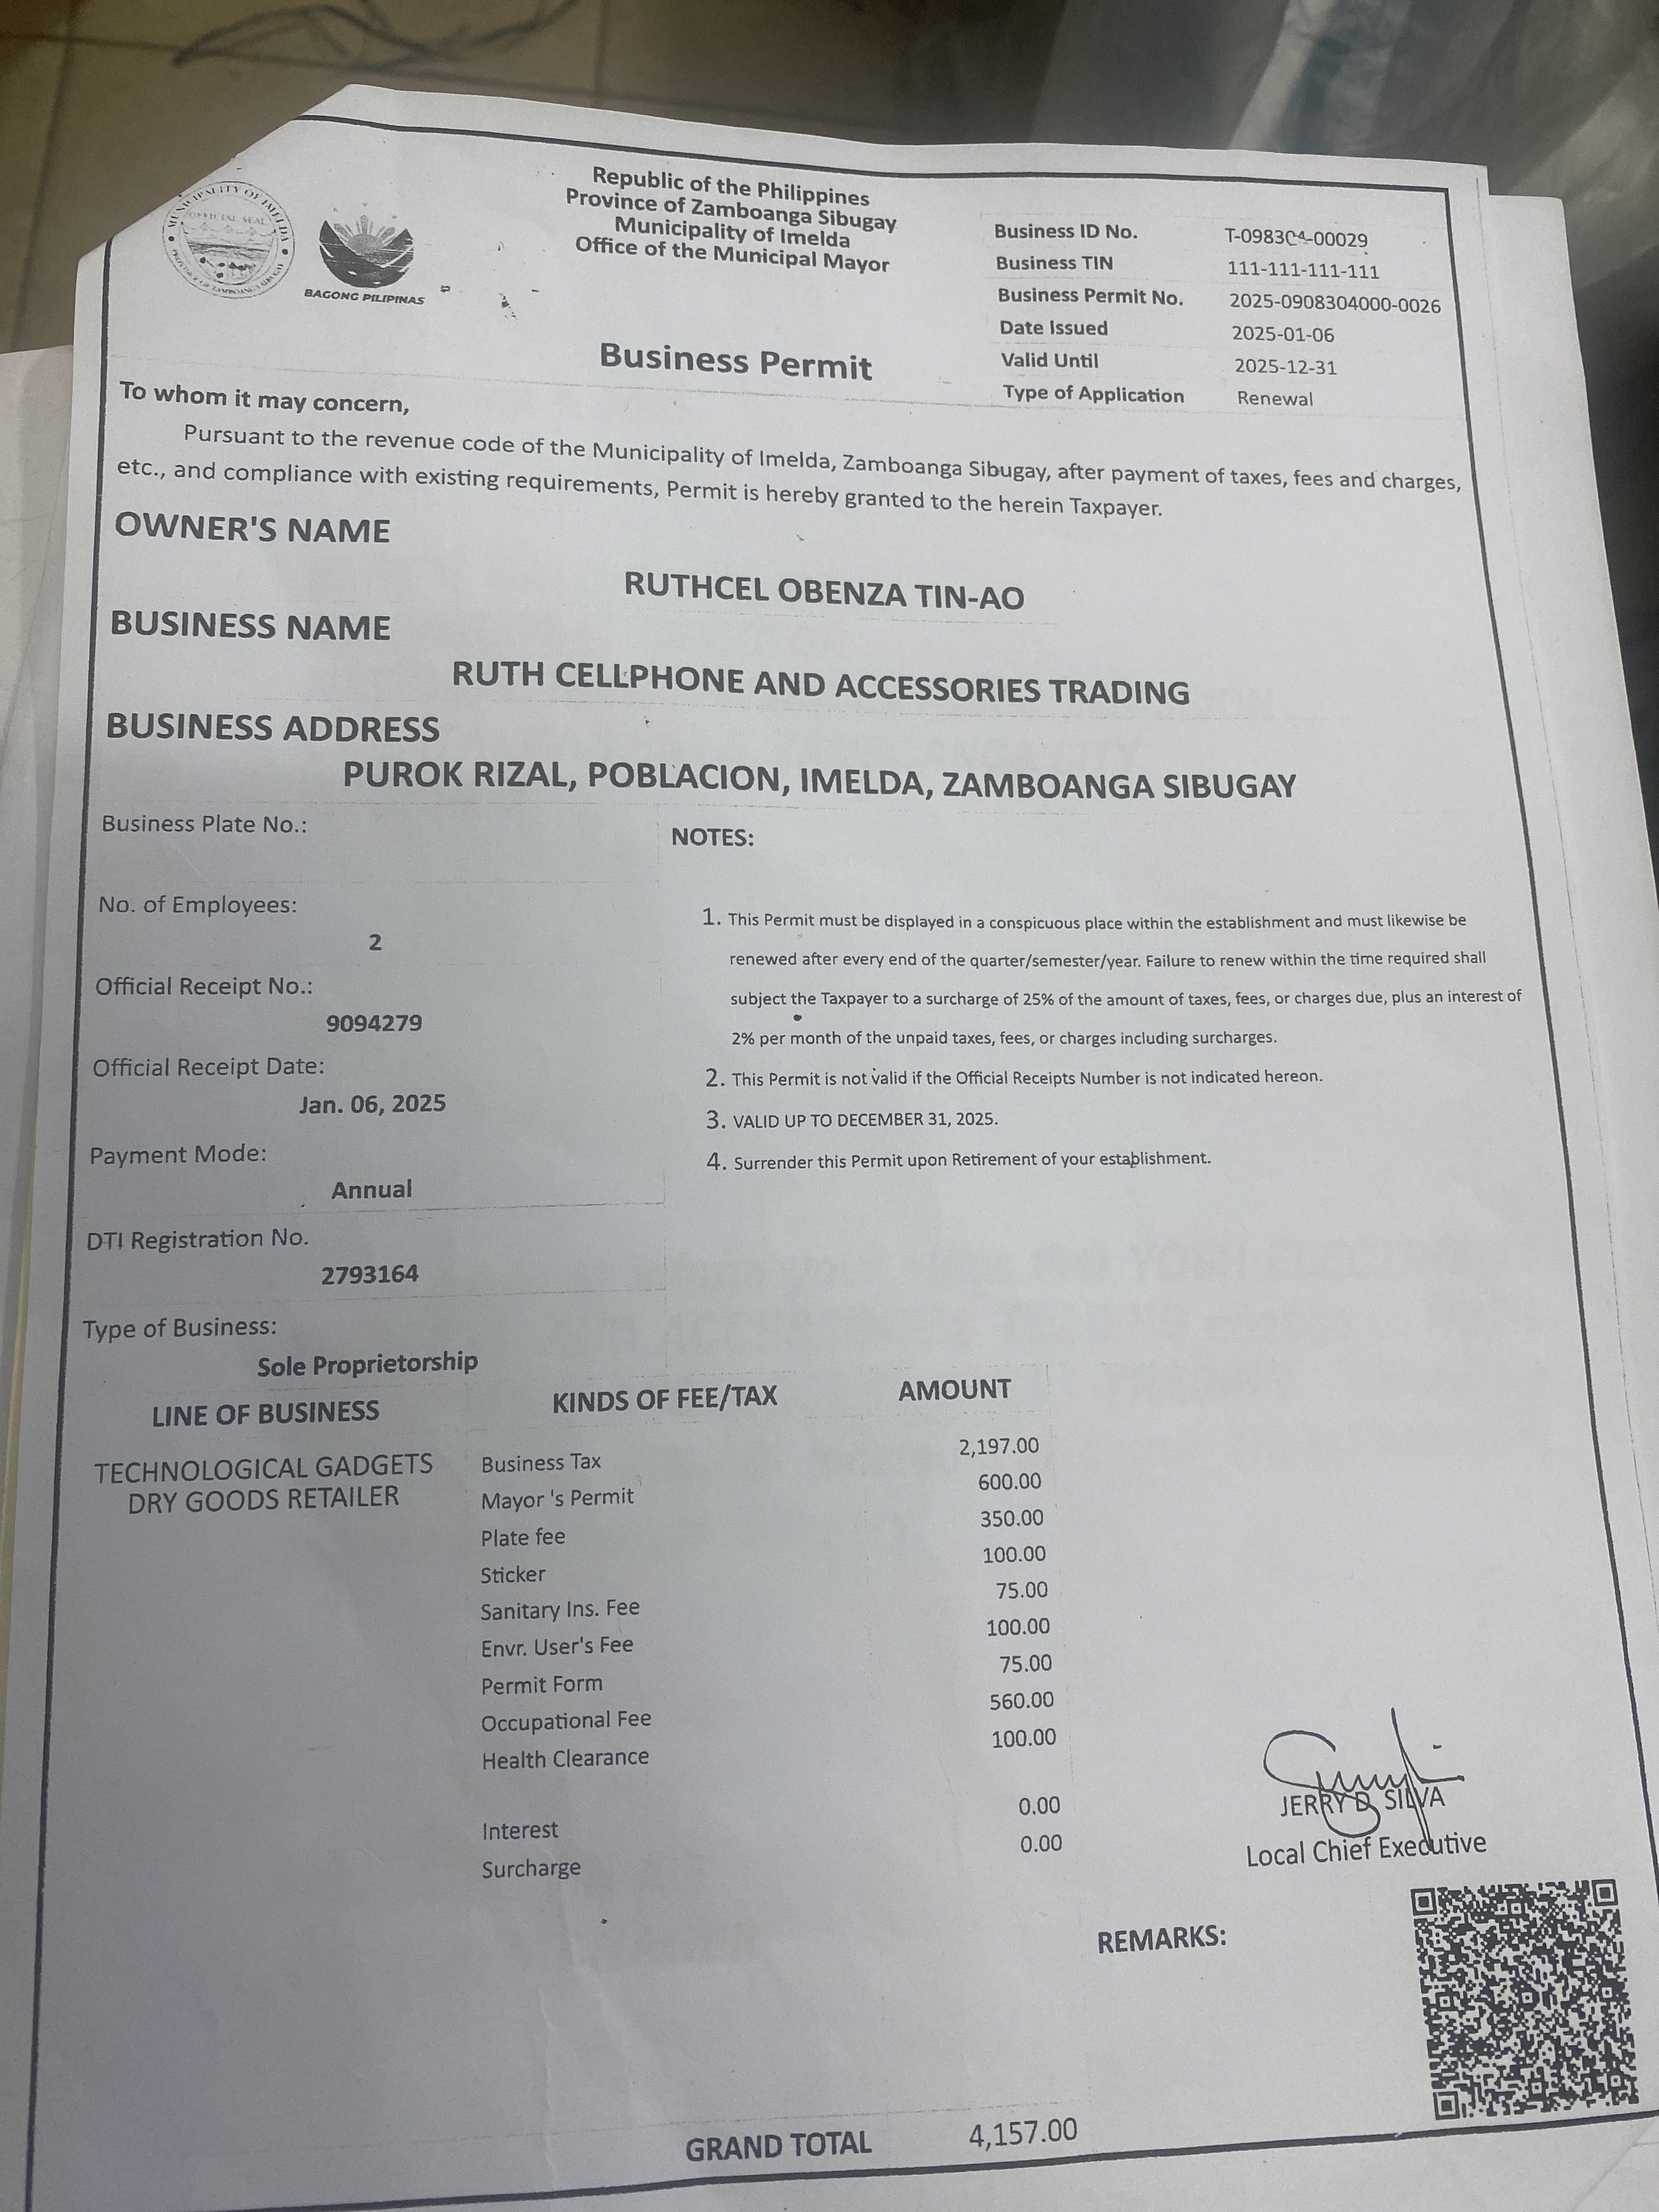 MUNICIPALITY OF IMELDA
OFFICIAL SEAL
PROVINCE OF ZAMBOANGA SIBUGAY
BAGONG PILIPINAS
Republic of the Philippines
Province of Zamboanga Sibugay
Municipality of Imelda
Office of the Municipal Mayor
Business Permit
Business ID No. T-098304-00029
Business TIN 111-111-111-111
Business Permit No. 2025-0908304000-0026
Date Issued 2025-01-06
Valid Until 2025-12-31
Type of Application Renewal
To whom it may concern,
Pursuant to the revenue code of the Municipality of Imelda, Zamboanga Sibugay, after payment of taxes, fees and charges,
etc., and compliance with existing requirements, Permit is hereby granted to the herein Taxpayer.
OWNER'S NAME
RUTHCEL OBENZA TIN-AO
BUSINESS NAME
RUTH CELLPHONE AND ACCESSORIES TRADING
BUSINESS ADDRESS
PUROK RIZAL, POBLACION, IMELDA, ZAMBOANGA SIBUGAY
Business Plate No.:
No. of Employees:
2
Official Receipt No.:
9094279
Official Receipt Date:
Jan. 06, 2025
Payment Mode:
Annual
DTI Registration No.
2793164
Type of Business:
Sole Proprietorship
NOTES:
1. This Permit must be displayed in a conspicuous place within the establishment and must likewise be
renewed after every end of the quarter/semester/year. Failure to renew within the time required shall
subject the Taxpayer to a surcharge of 25% of the amount of taxes, fees, or charges due, plus an interest of
2% per month of the unpaid taxes, fees, or charges including surcharges.
2. This Permit is not valid if the Official Receipts Number is not indicated hereon.
3. VALID UP TO DECEMBER 31, 2025.
4. Surrender this Permit upon Retirement of your establishment.
LINE OF BUSINESS KINDS OF FEE/TAX AMOUNT
TECHNOLOGICAL GADGETS
DRY GOODS RETAILER
Business Tax 2,197.00
Mayor 's Permit 600.00
Plate fee 350.00
Sticker 100.00
Sanitary Ins. Fee 75.00
Envr. User's Fee 100.00
Permit Form 75.00
Occupational Fee 560.00
Health Clearance 100.00
Interest 0.00
Surcharge 0.00
JERRY D. SILVA
Local Chief Executive
REMARKS:
GRAND TOTAL 4,157.00